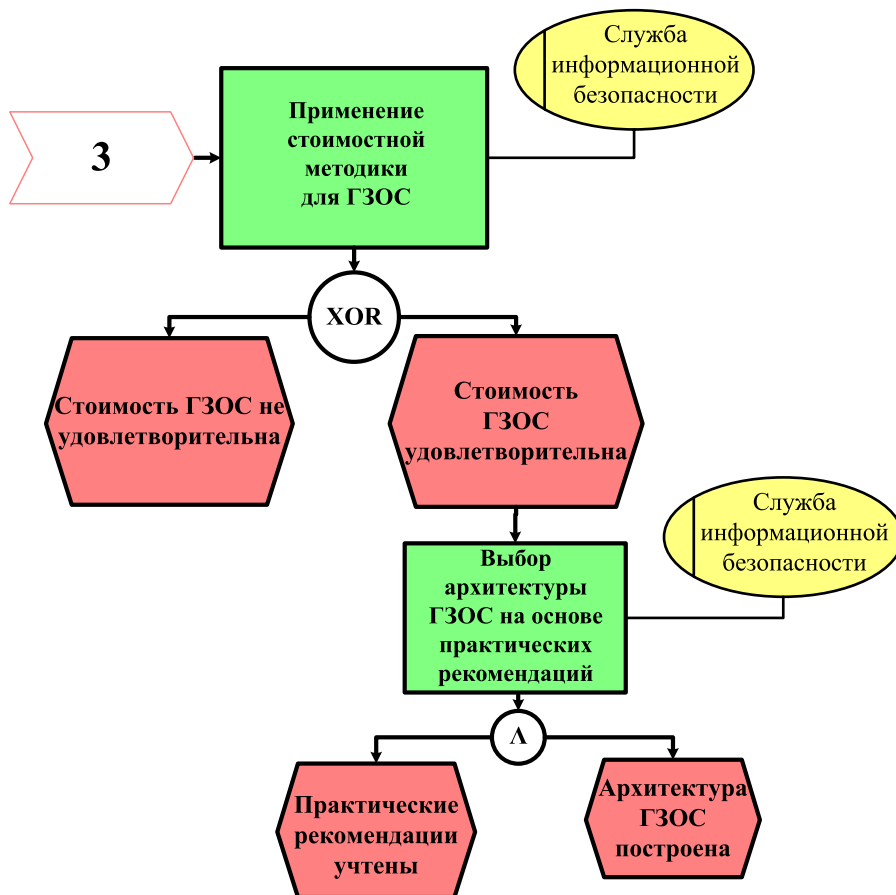 Служба
информационной
безопасности
Применение
стоимостной
методики
для ГЗОС
3
XOR
Стоимость ГЗОС не
удовлетворительна
Стоимость
ГЗОС
удовлетворительна
Служба
информационной
безопасности
Выбор
архитектуры
ГЗОС на основе
практических
рекомендаций
Λ
Практические
рекомендации
учтены
Архитектура
ГЗОС
построена